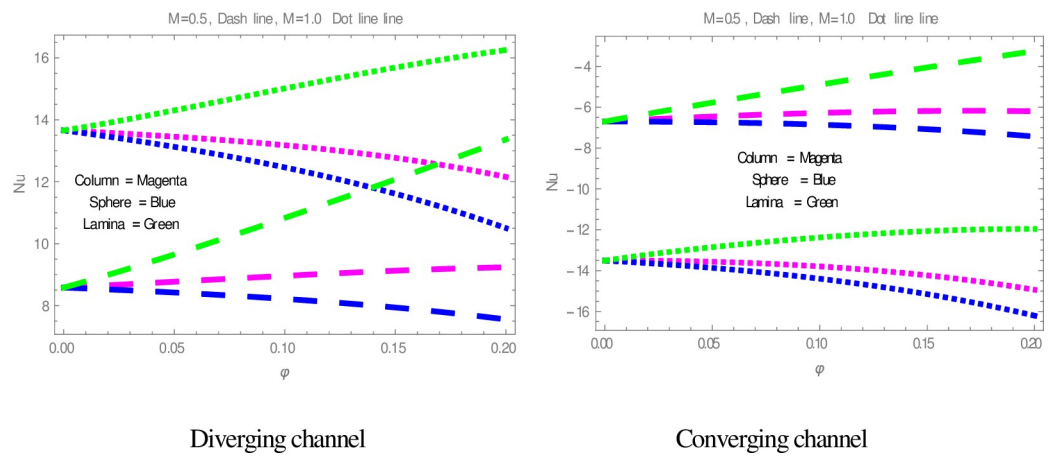 M=0.5 , Dash line , M=1.0 Dot line line
16
14
12
10
8
Nu
Column = Magenta
Sphere = Blue
Lamina = Green
0.00 0.05 0.10 0.15 0.20
φ
Diverging channel
M=0.5 , Dash line , M=1.0 Dot line line
-4
-6
-8
-10
-12
-14
-16
Nu
Column = Magenta
Sphere = Blue
Lamina = Green
0.00 0.05 0.10 0.15 0.20
φ
Converging channel